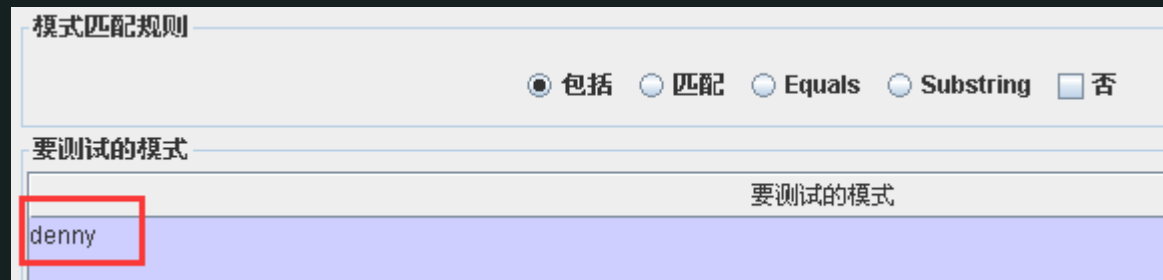 模式匹配规则
包括 匹配 Equals Substring 否
要测试的模式
要测试的模式
denny